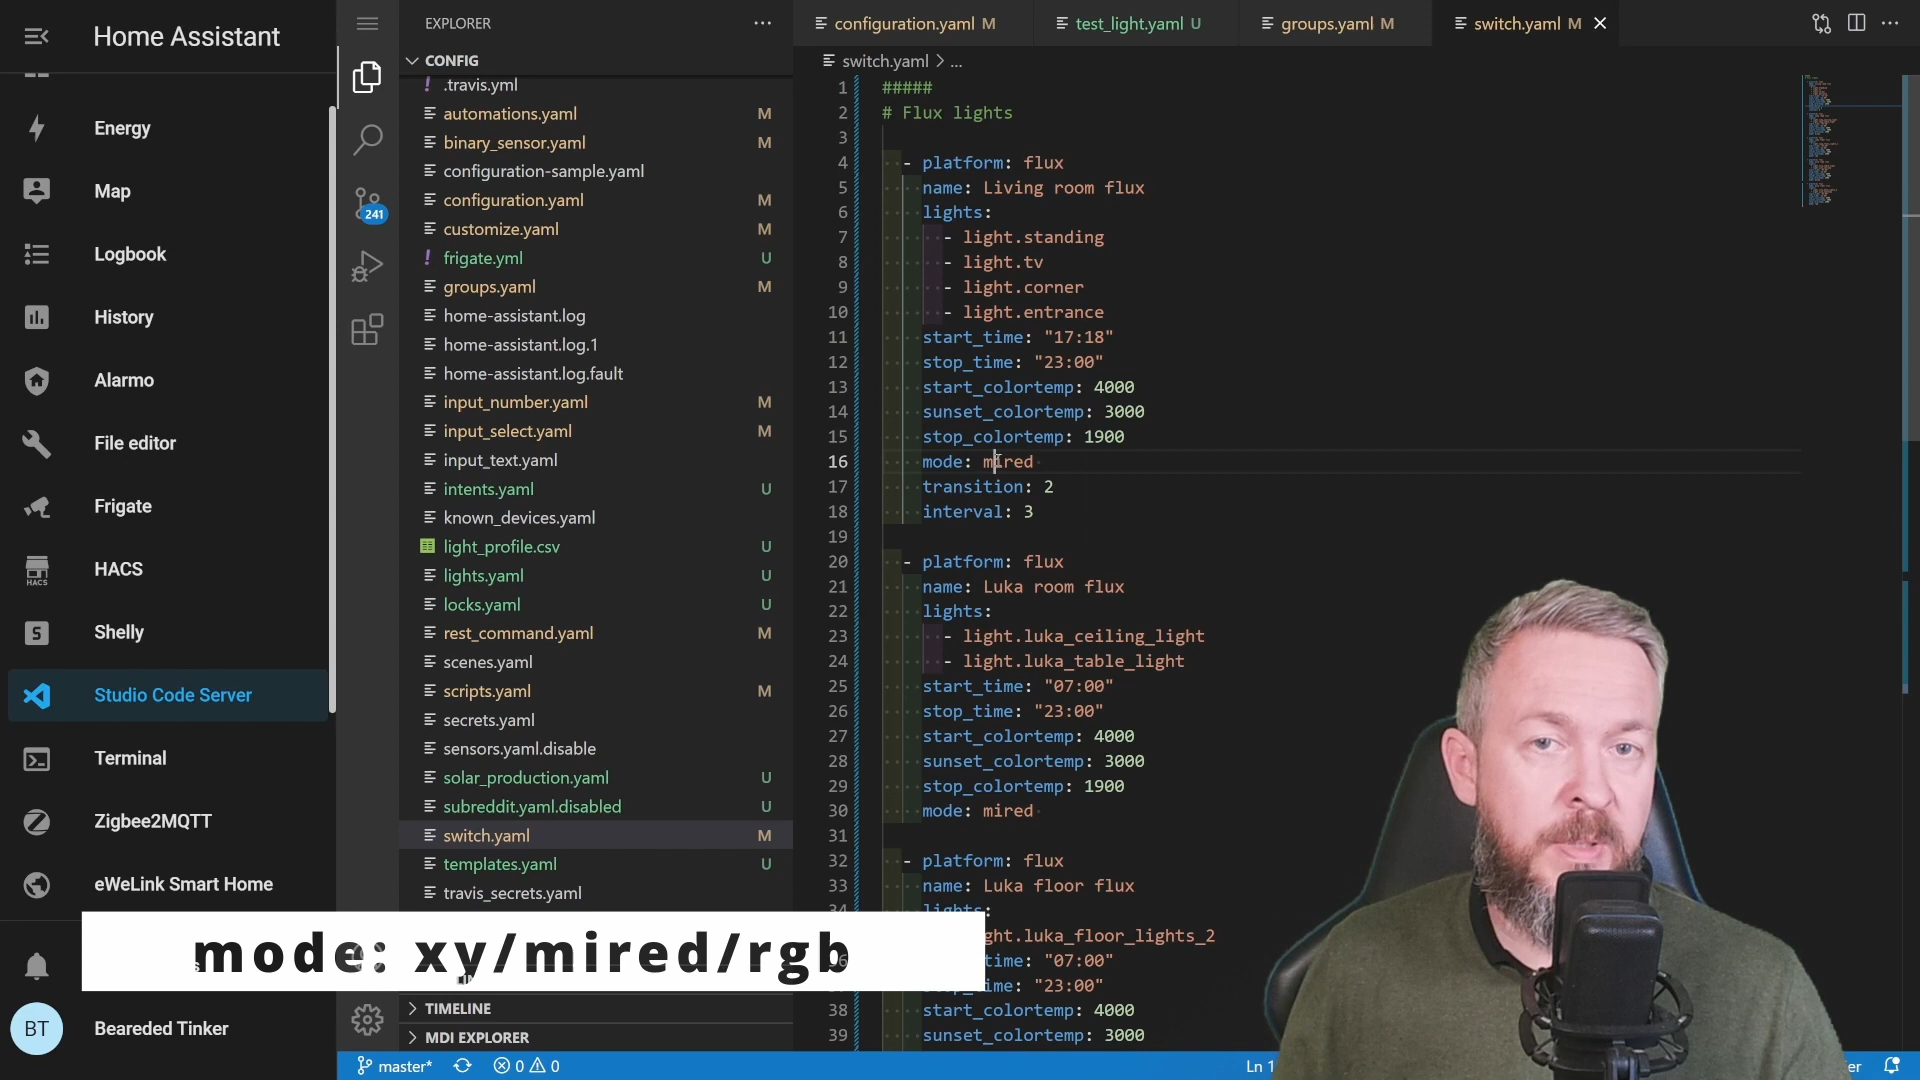 Home Assistant
Energy
Map
Logbook
History
Alarmo
File editor
Frigate
HACS
HACS
Shelly
S
Studio Code Server
Terminal
Zigbee2MQTT
eWeLink Smart Home
BT
Bearded Tinker
241
EXPLORER
CONFIG
! .travis.yml
automations.yaml M
binary_sensor.yaml M
configuration-sample.yaml
configuration.yaml M
customize.yaml M
! frigate.yml U
groups.yaml M
home-assistant.log
home-assistant.log.1
home-assistant.log.fault
input_number.yaml M
input_select.yaml M
input_text.yaml
intents.yaml U
known_devices.yaml
light_profile.csv U
lights.yaml U
locks.yaml U
rest_command.yaml M
scenes.yaml
scripts.yaml M
secrets.yaml
sensors.yaml.disable
solar_production.yaml U
subreddit.yaml.disabled U
switch.yaml M
templates.yaml U
travis_secrets.yaml
TIMELINE
MDI EXPLORER
configuration.yaml M
test_light.yaml U
groups.yaml M
switch.yaml M
switch.yaml > ...
1 #####
2 # Flux lights
3
4 - platform: flux
5 name: Living room flux
6 lights:
7 - light.standing
8 - light.tv
9 - light.corner
10 - light.entrance
11 start_time: "17:18"
12 stop_time: "23:00"
13 start_colortemp: 4000
14 sunset_colortemp: 3000
15 stop_colortemp: 1900
16 mode: mired
17 transition: 2
18 interval: 3
19
20 - platform: flux
21 name: Luka room flux
22 lights:
23 - light.luka_ceiling_light
24 - light.luka_table_light
25 start_time: "07:00"
26 stop_time: "23:00"
27 start_colortemp: 4000
28 sunset_colortemp: 3000
29 stop_colortemp: 1900
30 mode: mired
31
32 - platform: flux
33 name: Luka floor flux
34 lights:
ght.luka_floor_lights_2
time: "07:00"
ime: "23:00"
38 start_colortemp: 4000
39 sunset_colortemp: 3000
mode: xy/mired/rgb
master*
0 0
Ln 1
er